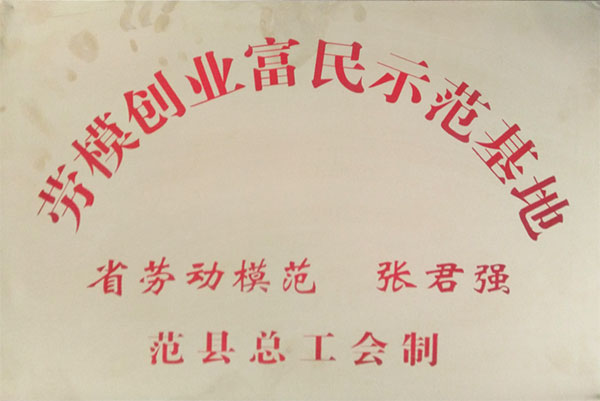 劳模创业富民示范基地
省劳动模范 张君强
范县总工会制